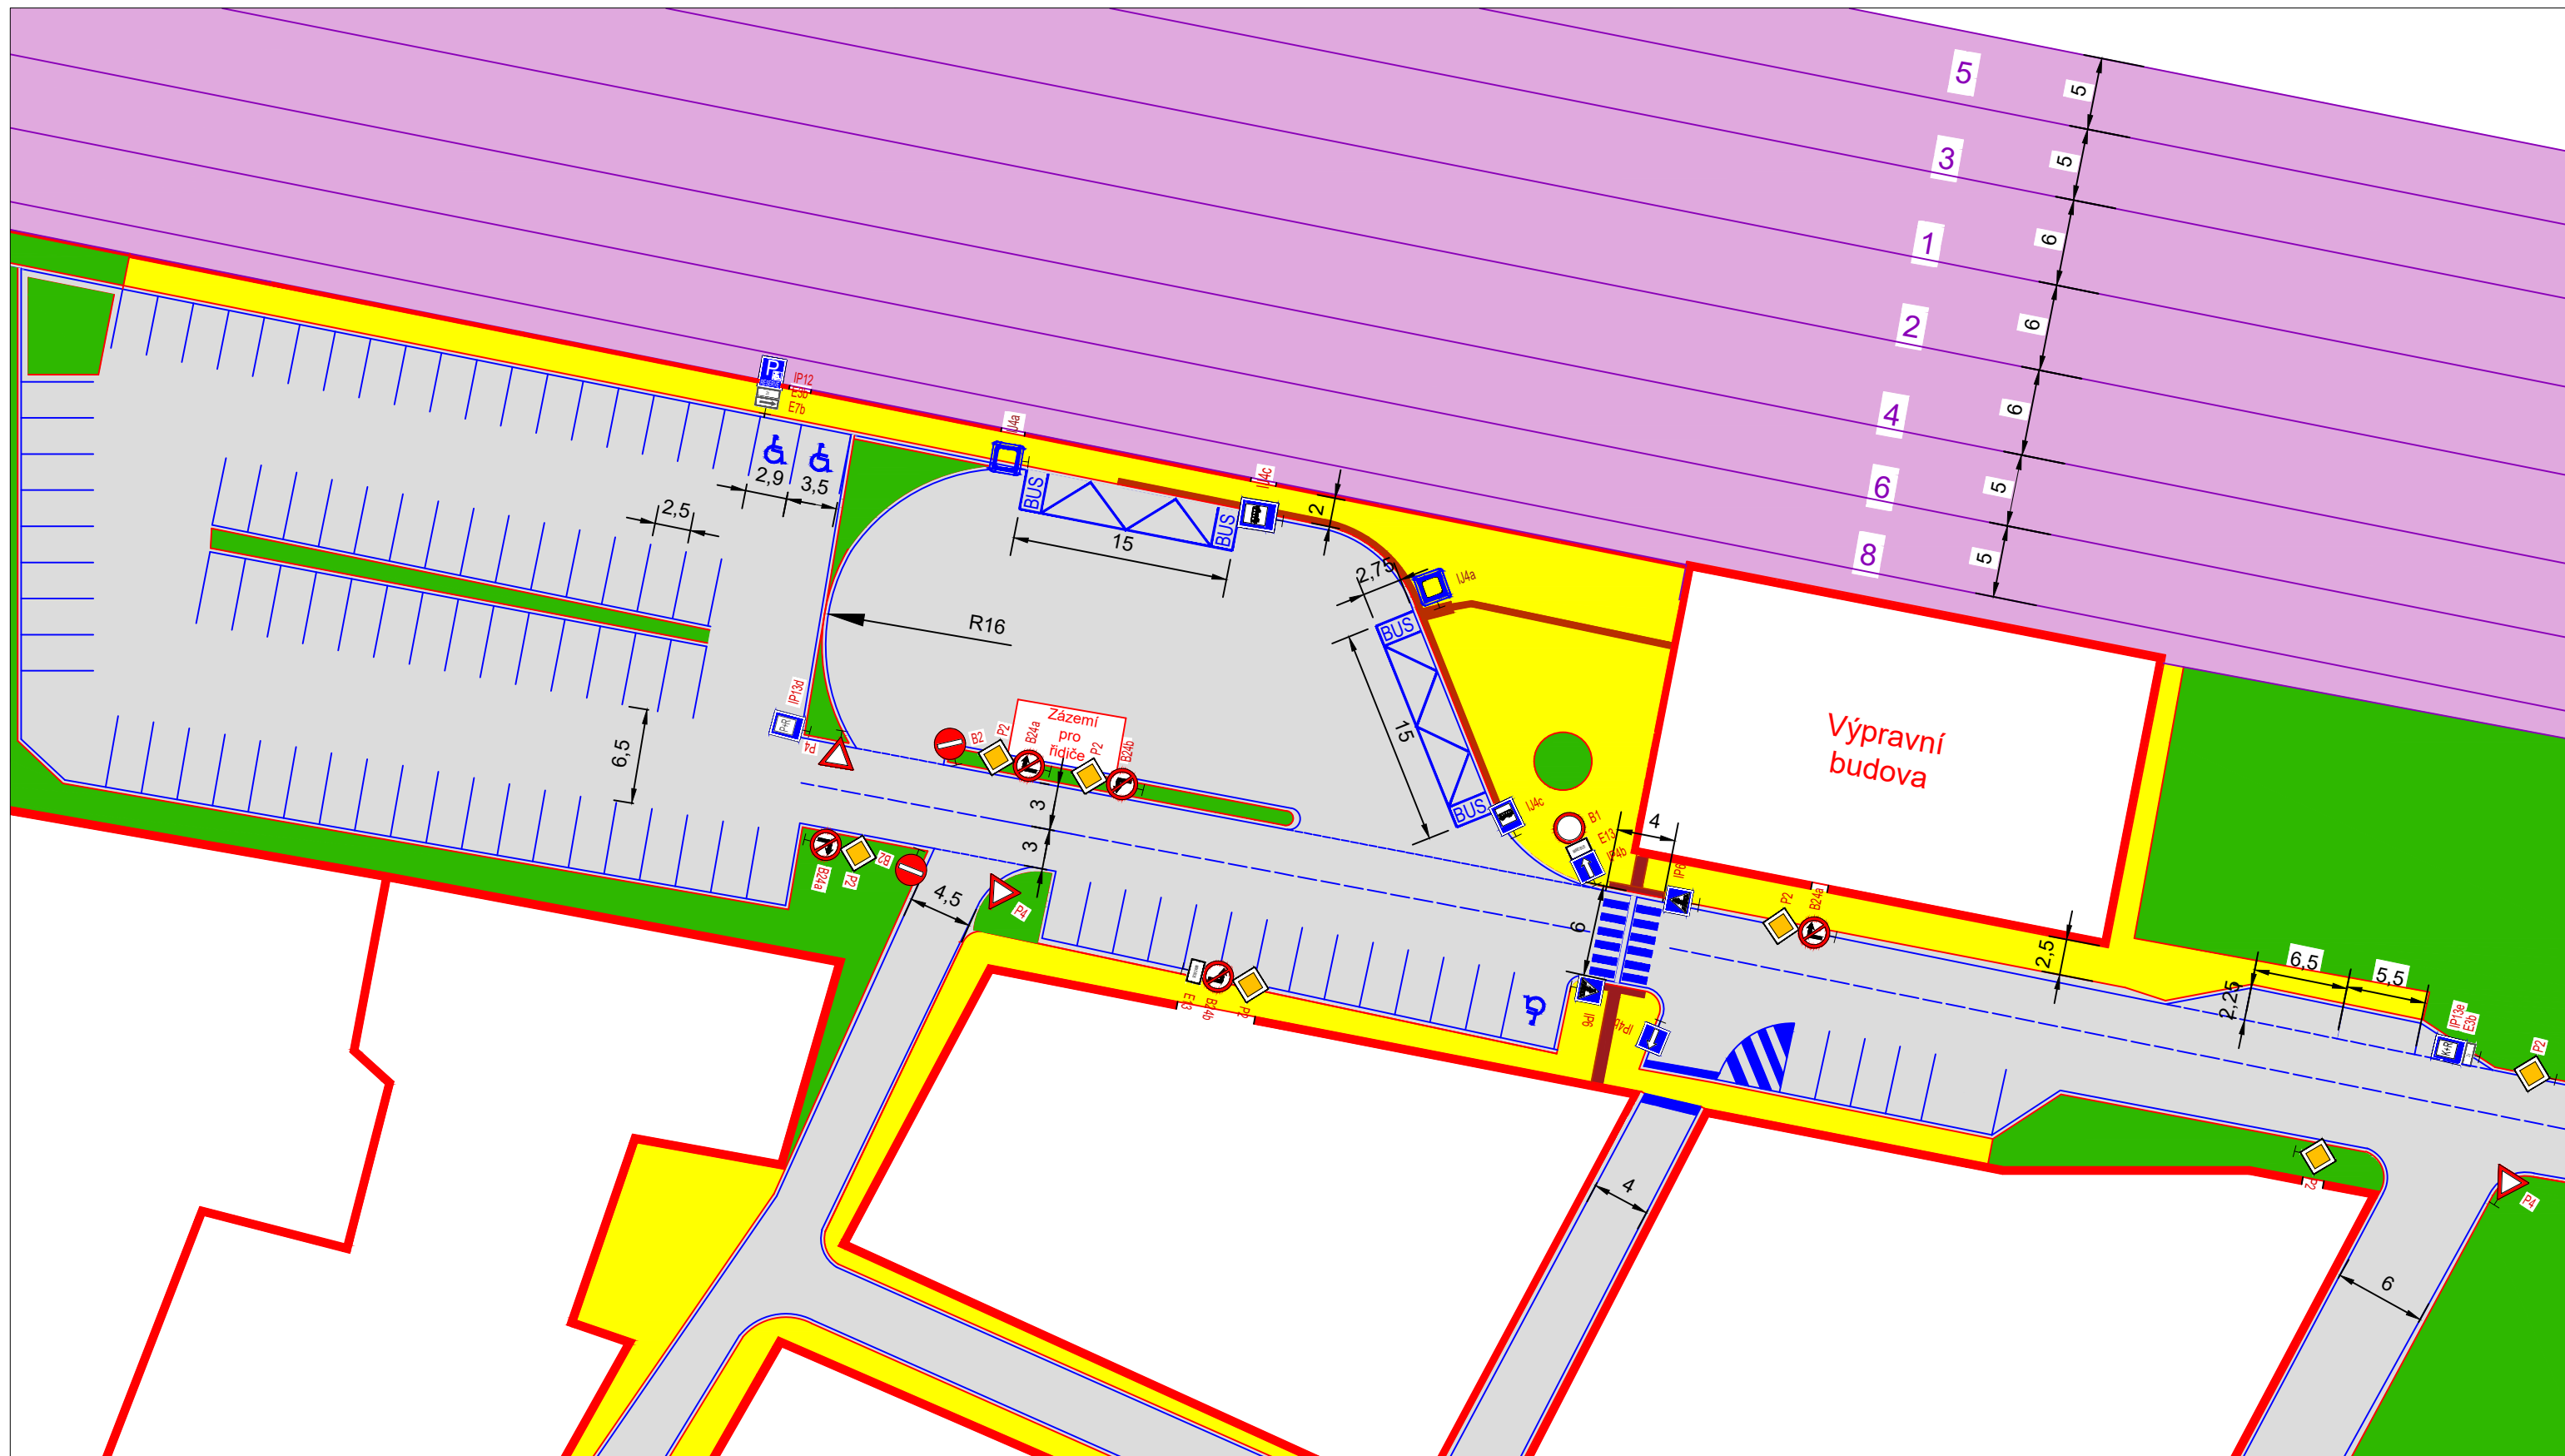 5
5
3
5
1
6
2
6
4
6
6
5
8
5
P
IP12
E3b
E7b
IJ4a
IJ4c
2,9
3,5
2,5
BUS
BUS
15
2
2,75
IJ4a
R16
BUS
15
BUS
IJ4c
IP13d
P+R
P4
6,5
B2
P2
B24a
Zázemí
pro
řidiče
P2
B24b
3
3
Výpravní
budova
B1
E13
IP4b
4
IP6
P2
B24a
B24a
P2
B2
4,5
P4
6
2,5
6,5
5,5
2,25
E13
B24b
P2
IP6
IP4b
IP13e
E3b
K+R
P2
4
P2
P4
6